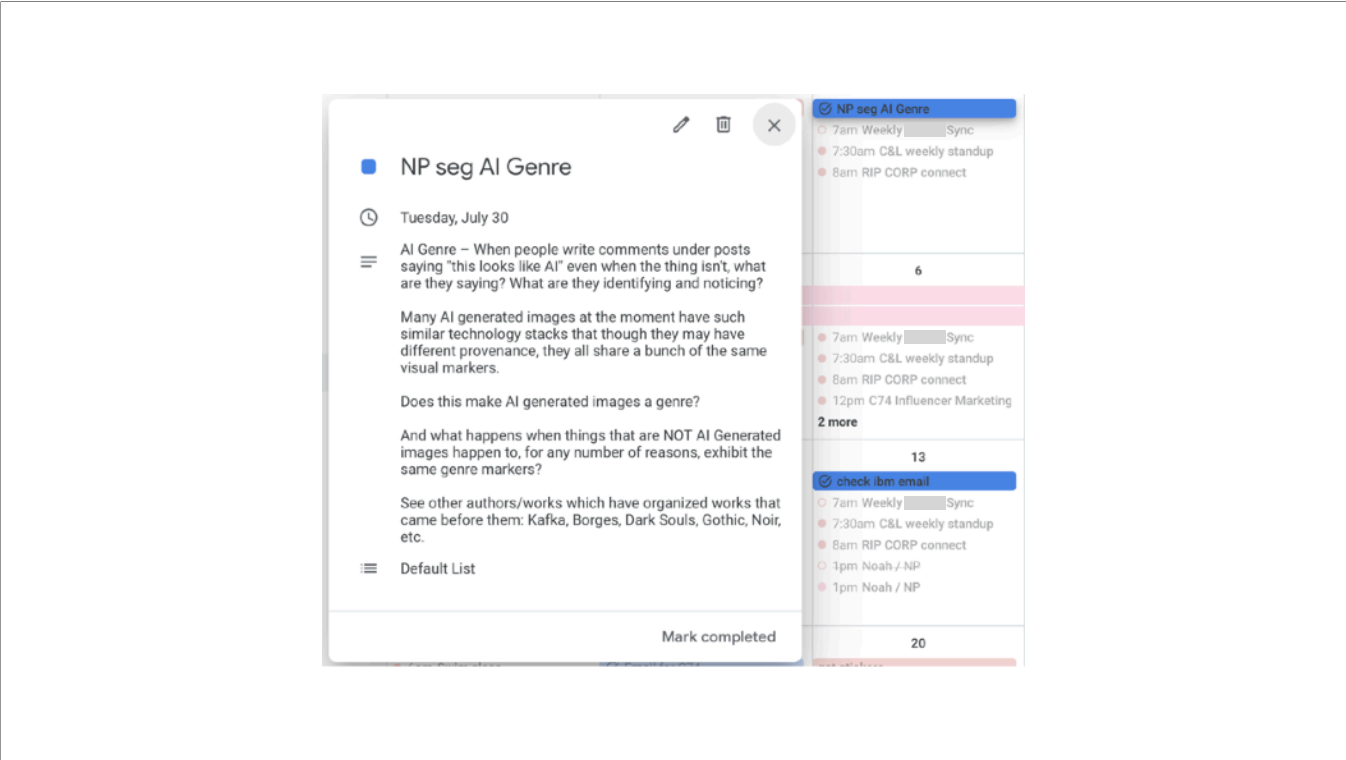 NP seg AI Genre
Tuesday, July 30
AI Genre – When people write comments under posts
saying "this looks like AI" even when the thing isn't, what
are they saying? What are they identifying and noticing?
Many AI generated images at the moment have such
similar technology stacks that though they may have
different provenance, they all share a bunch of the same
visual markers.
Does this make AI generated images a genre?
And what happens when things that are NOT AI Generated
images happen to, for any number of reasons, exhibit the
same genre markers?
See other authors/works which have organized works that
came before them: Kafka, Borges, Dark Souls, Gothic, Noir,
etc.
Default List
Mark completed
NP seg AI Genre
7am Weekly Sync
7:30am C&L weekly standup
8am RIP CORP connect
6
7am Weekly Sync
7:30am C&L weekly standup
8am RIP CORP connect
12pm C74 Influencer Marketing
2 more
13
check ibm email
7am Weekly Sync
7:30am C&L weekly standup
8am RIP CORP connect
1pm Noah / NP
1pm Noah / NP
20